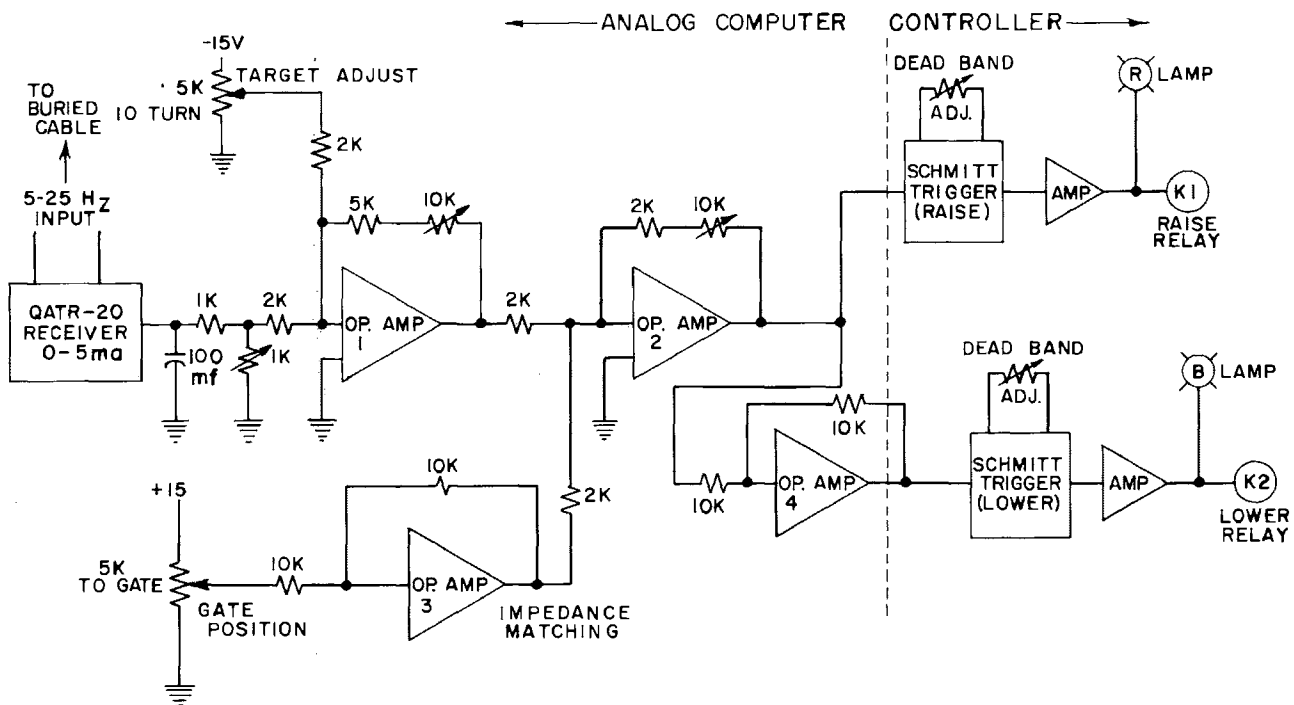 ANALOG COMPUTER
CONTROLLER
-15V
TARGET ADJUST
5K
10 TURN
TO
BURIED
CABLE
5-25 HZ
INPUT
QATR-20
RECEIVER
0-5ma
1K
2K
100
mf
1K
2K
5K
10K
OP. AMP
1
2K
2K
10K
OP. AMP
2
DEAD BAND
ADJ.
SCHMITT
TRIGGER
(RAISE)
AMP
R
LAMP
K1
RAISE
RELAY
DEAD BAND
ADJ.
SCHMITT
TRIGGER
(LOWER)
AMP
B
LAMP
K2
LOWER
RELAY
10K
10K
OP. AMP
4
+15
5K
TO GATE
GATE
POSITION
10K
10K
OP. AMP
3
2K
IMPEDANCE
MATCHING